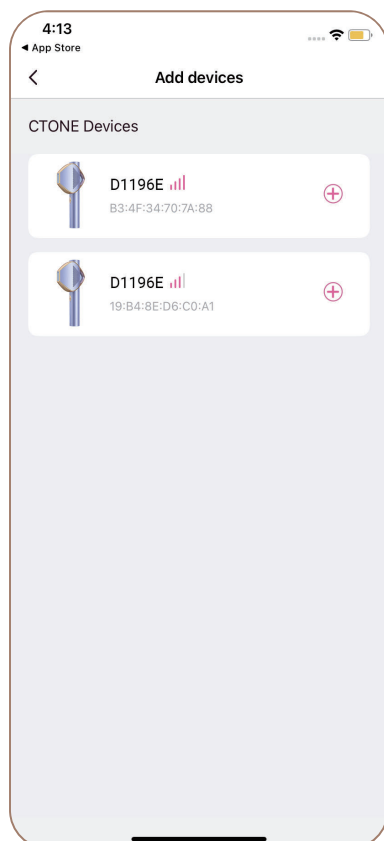 4:13
◀ App Store
Add devices
CTONE Devices
D1196E
B3:4F:34:70:7A:88
D1196E
19:B4:8E:D6:C0:A1